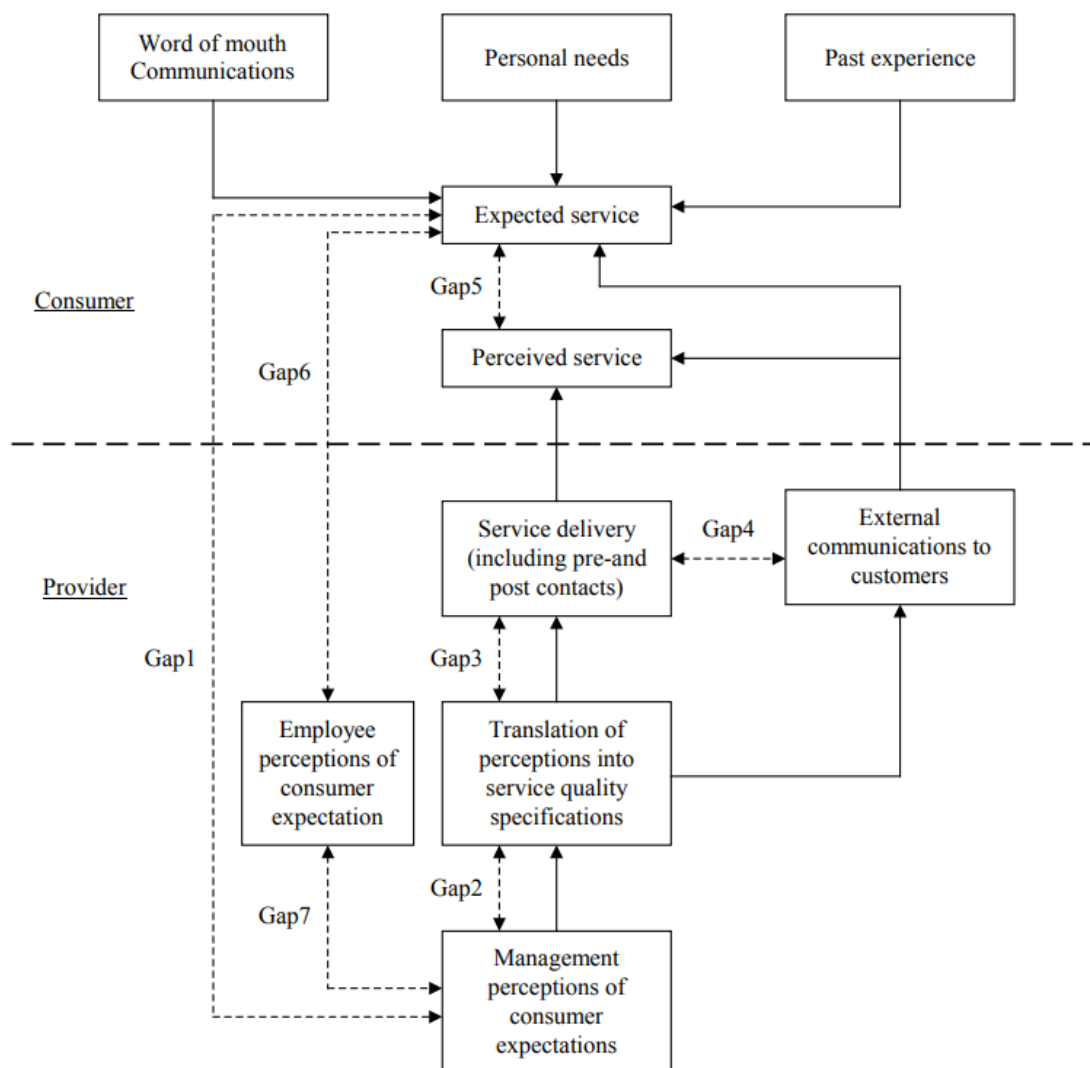 Word of mouth
Communications
Personal needs
Past experience
Expected service
Gap5
Consumer
Perceived service
Gap6
Service delivery
(including pre-and
post contacts)
Gap4
External
communications to
customers
Provider
Gap1
Gap3
Employee
perceptions of
consumer
expectation
Translation of
perceptions into
service quality
specifications
Gap2
Gap7
Management
perceptions of
consumer
expectations